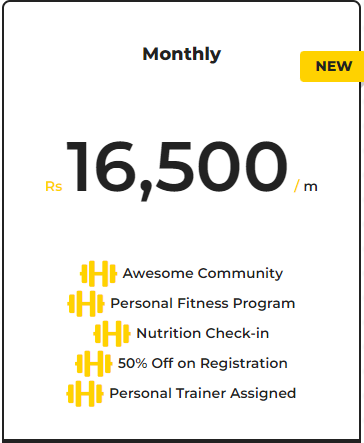 Monthly
NEW
Rs 16,500 / m
Awesome Community
Personal Fitness Program
Nutrition Check-in
50% Off on Registration
Personal Trainer Assigned